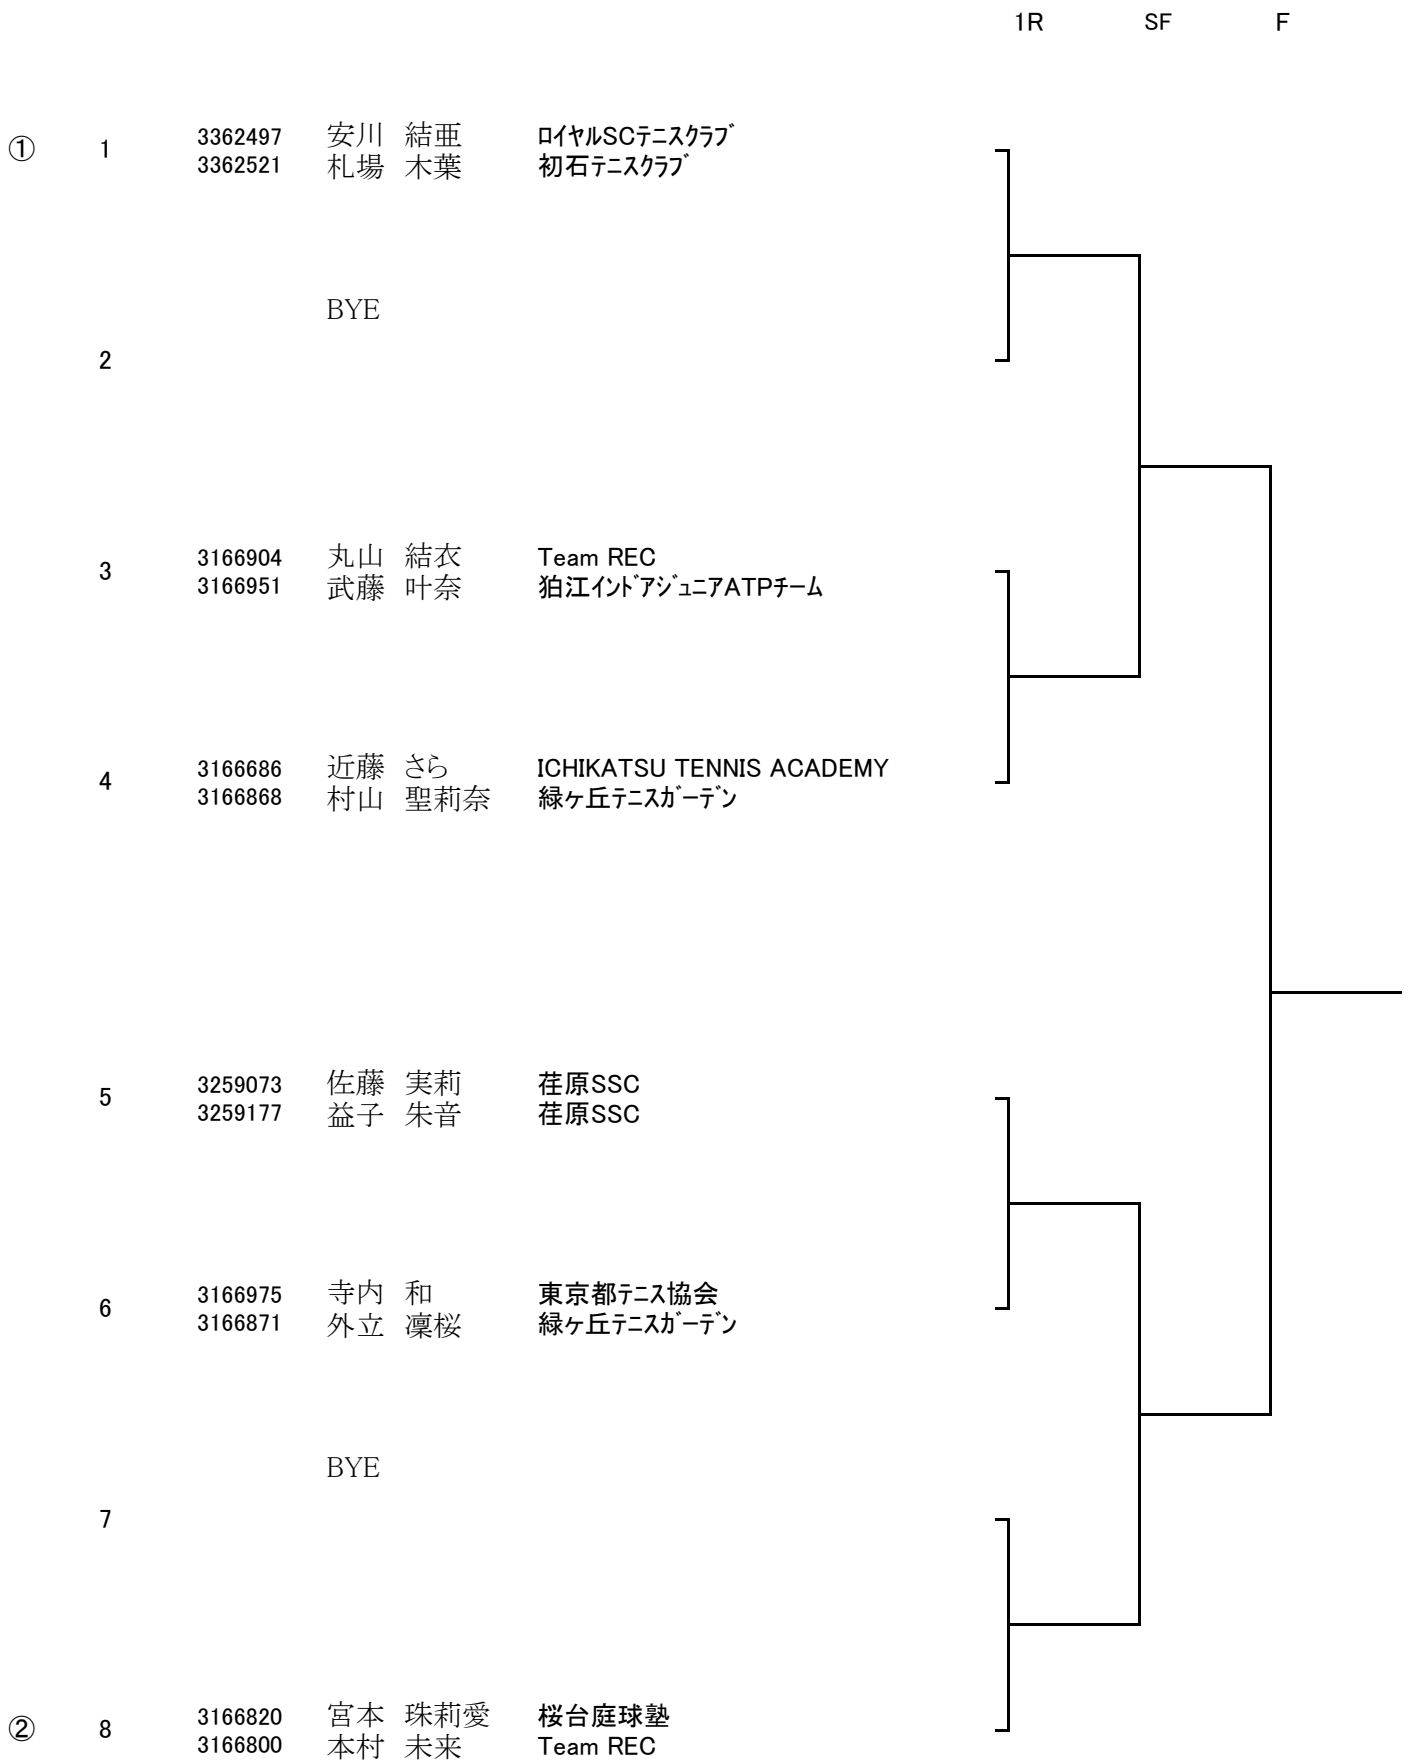 1R SF F
① 1 3362497 安川 結亜 ﾛｲﾔﾙSCﾃﾆｽｸﾗﾌﾞ
3362521 札場 木葉 初石ﾃﾆｽｸﾗﾌﾞ
BYE
2
3 3166904 丸山 結衣 Team REC
3166951 武藤 叶奈 狛江ｲﾝﾄﾞｱｼﾞｭﾆｱATPﾁｰﾑ
4 3166686 近藤 さら ICHIKATSU TENNIS ACADEMY
3166868 村山 聖莉奈 緑ヶ丘ﾃﾆｽｶﾞｰﾃﾞﾝ
5 3259073 佐藤 実莉 荏原SSC
3259177 益子 朱音 荏原SSC
6 3166975 寺内 和 東京都ﾃﾆｽ協会
3166871 外立 凜桜 緑ヶ丘ﾃﾆｽｶﾞｰﾃﾞﾝ
BYE
7
② 8 3166820 宮本 珠莉愛 桜台庭球塾
3166800 本村 未来 Team REC